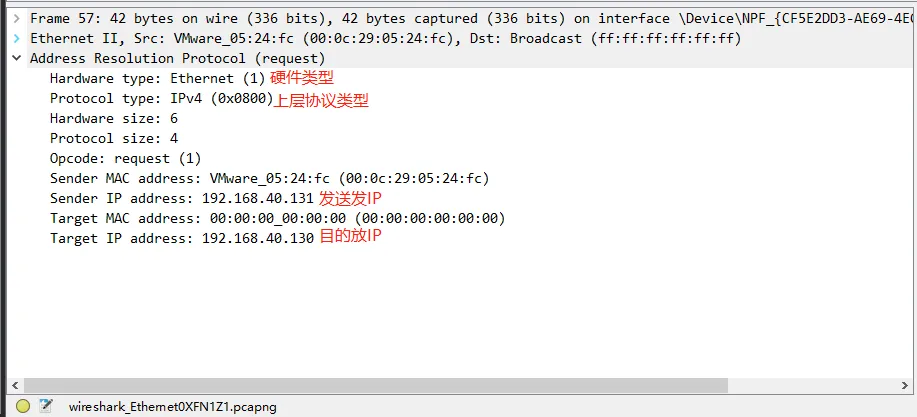 Frame 57: 42 bytes on wire (336 bits), 42 bytes captured (336 bits) on interface \Device\NPF_{CF5E2DD3-AE69-4E
Ethernet II, Src: VMware_05:24:fc (00:0c:29:05:24:fc), Dst: Broadcast (ff:ff:ff:ff:ff:ff)
Address Resolution Protocol (request)
Hardware type: Ethernet (1) 硬件类型
Protocol type: IPv4 (0x0800) 上层协议类型
Hardware size: 6
Protocol size: 4
Opcode: request (1)
Sender MAC address: VMware_05:24:fc (00:0c:29:05:24:fc)
Sender IP address: 192.168.40.131 发送发IP
Target MAC address: 00:00:00_00:00:00 (00:00:00:00:00:00)
Target IP address: 192.168.40.130 目的放IP
wireshark_Ethernet0XFN1Z1.pcapng